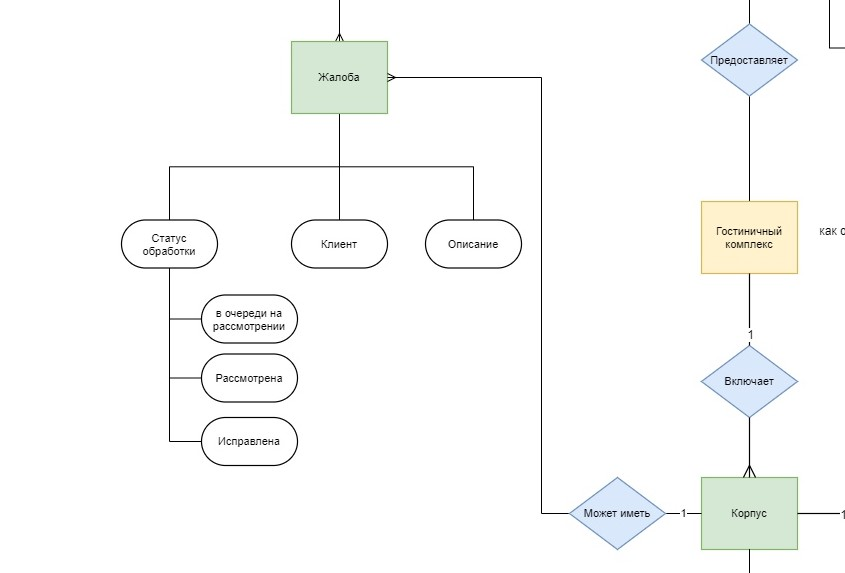 Предоставляет
Жалоба
Гостиничный
комплекс
как
Статус
обработки
Клиент
Описание
в очереди на
рассмотрении
1
Рассмотрена
Включает
Исправлена
Может иметь
1
Корпус
1